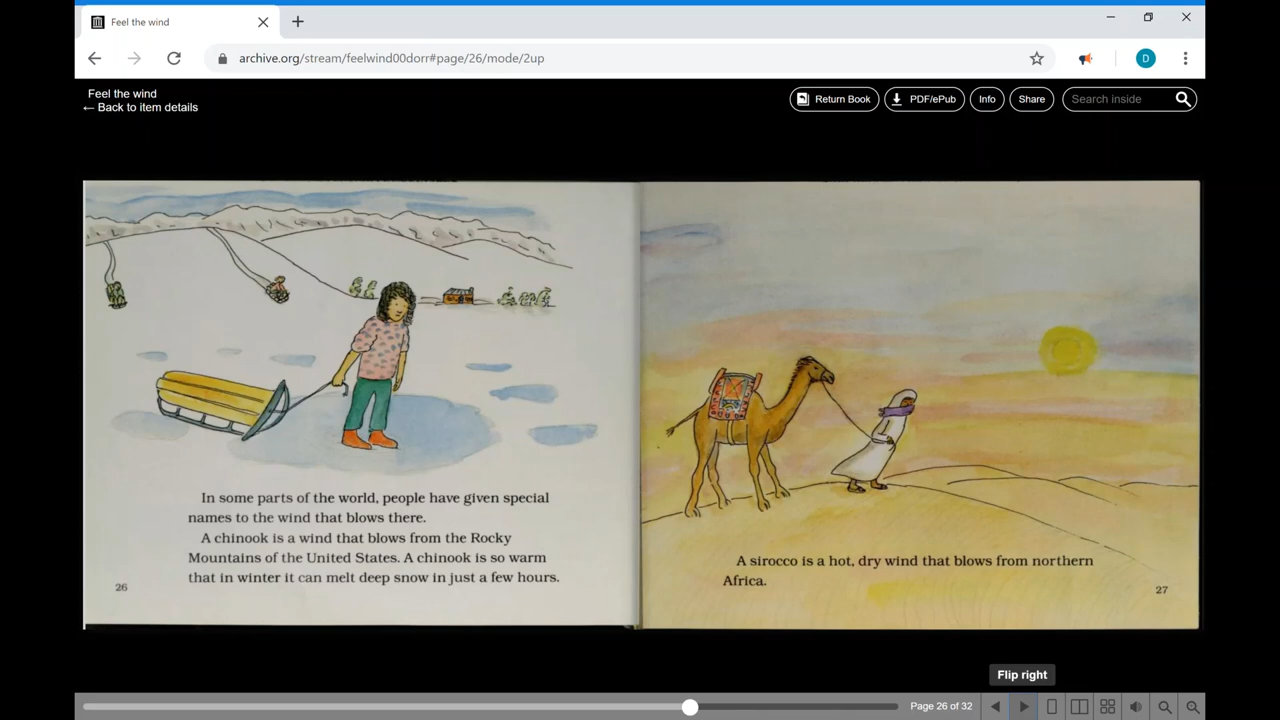 Feel the wind
archive.org/stream/feelwind00dorr#page/26/mode/2up
D
Feel the wind
← Back to item details
Return Book
PDF/ePub
Info
Share
Search inside
In some parts of the world, people have given special
names to the wind that blows there.
A chinook is a wind that blows from the Rocky
Mountains of the United States. A chinook is so warm
that in winter it can melt deep snow in just a few hours.
26
A sirocco is a hot, dry wind that blows from northern
Africa.
27
Flip right
Page 26 of 32